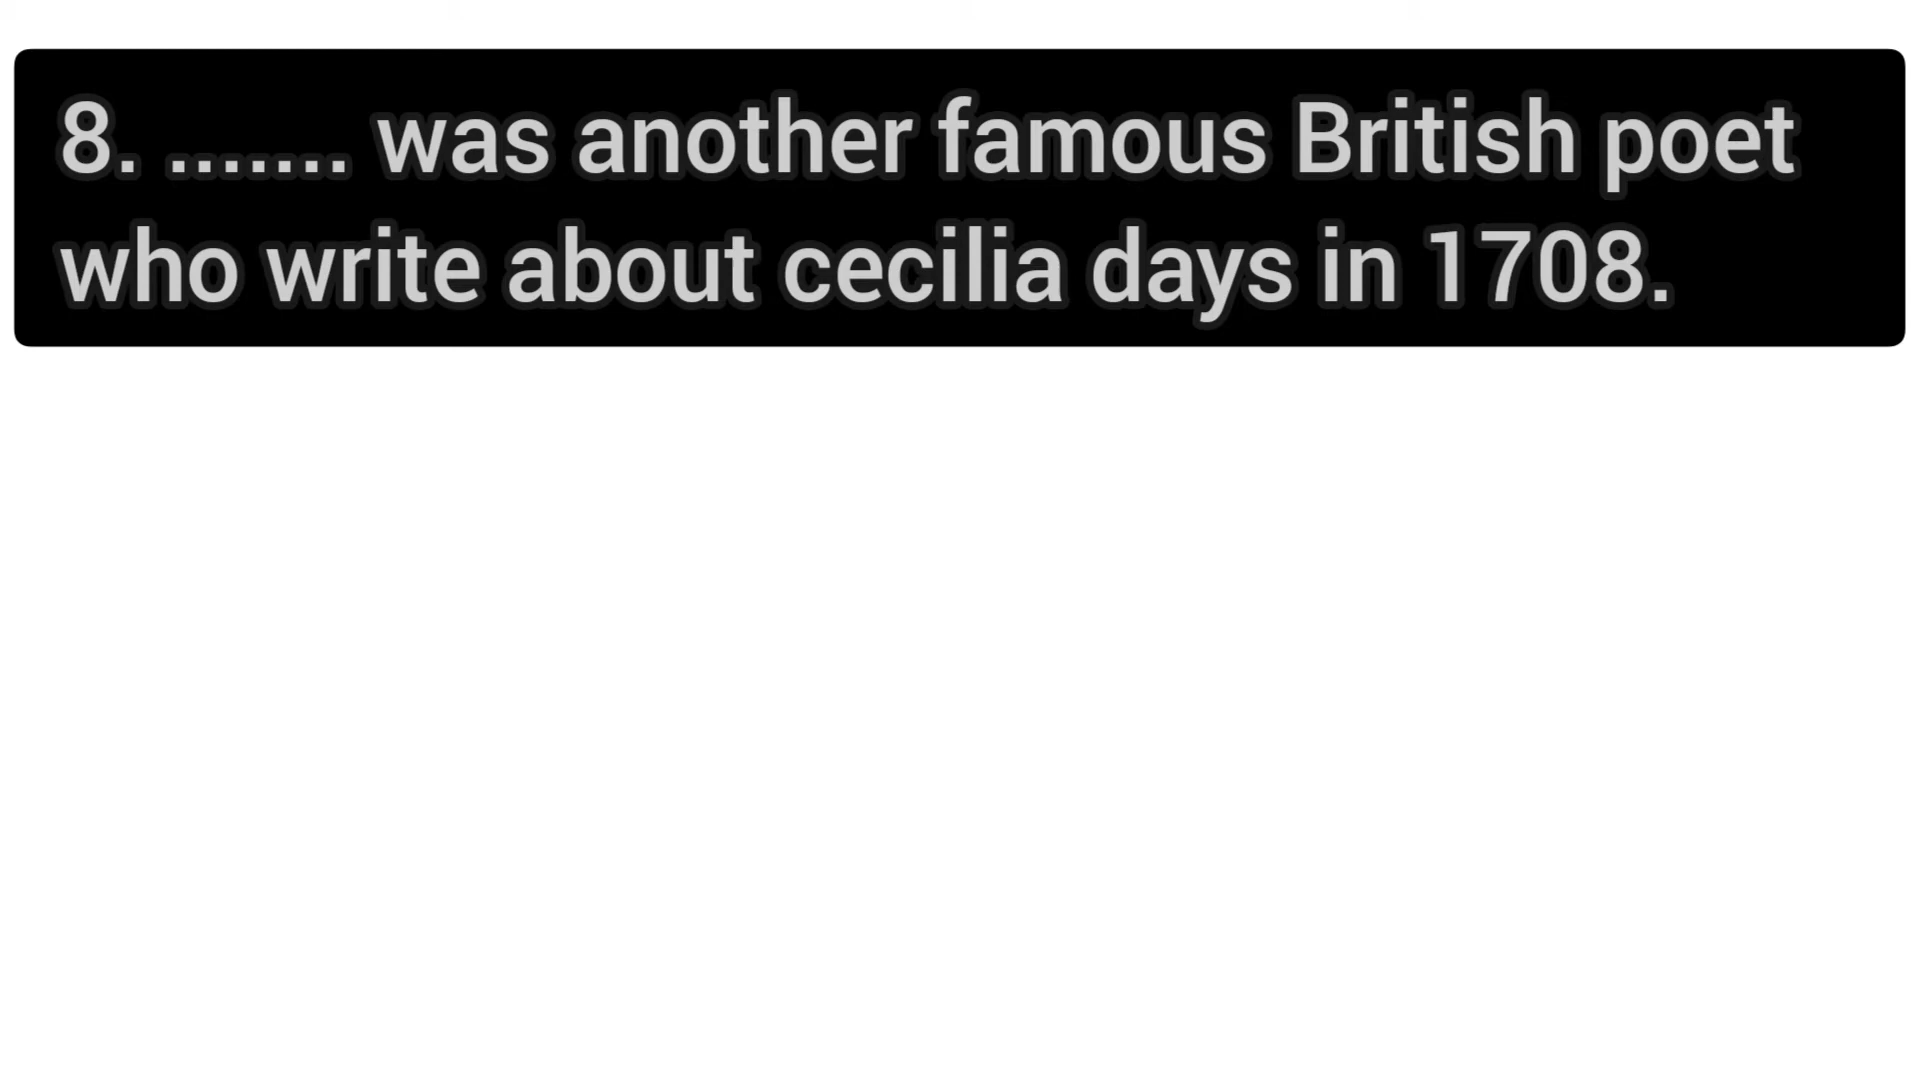 8. ....... was another famous British poet
who write about cecilia days in 1708.